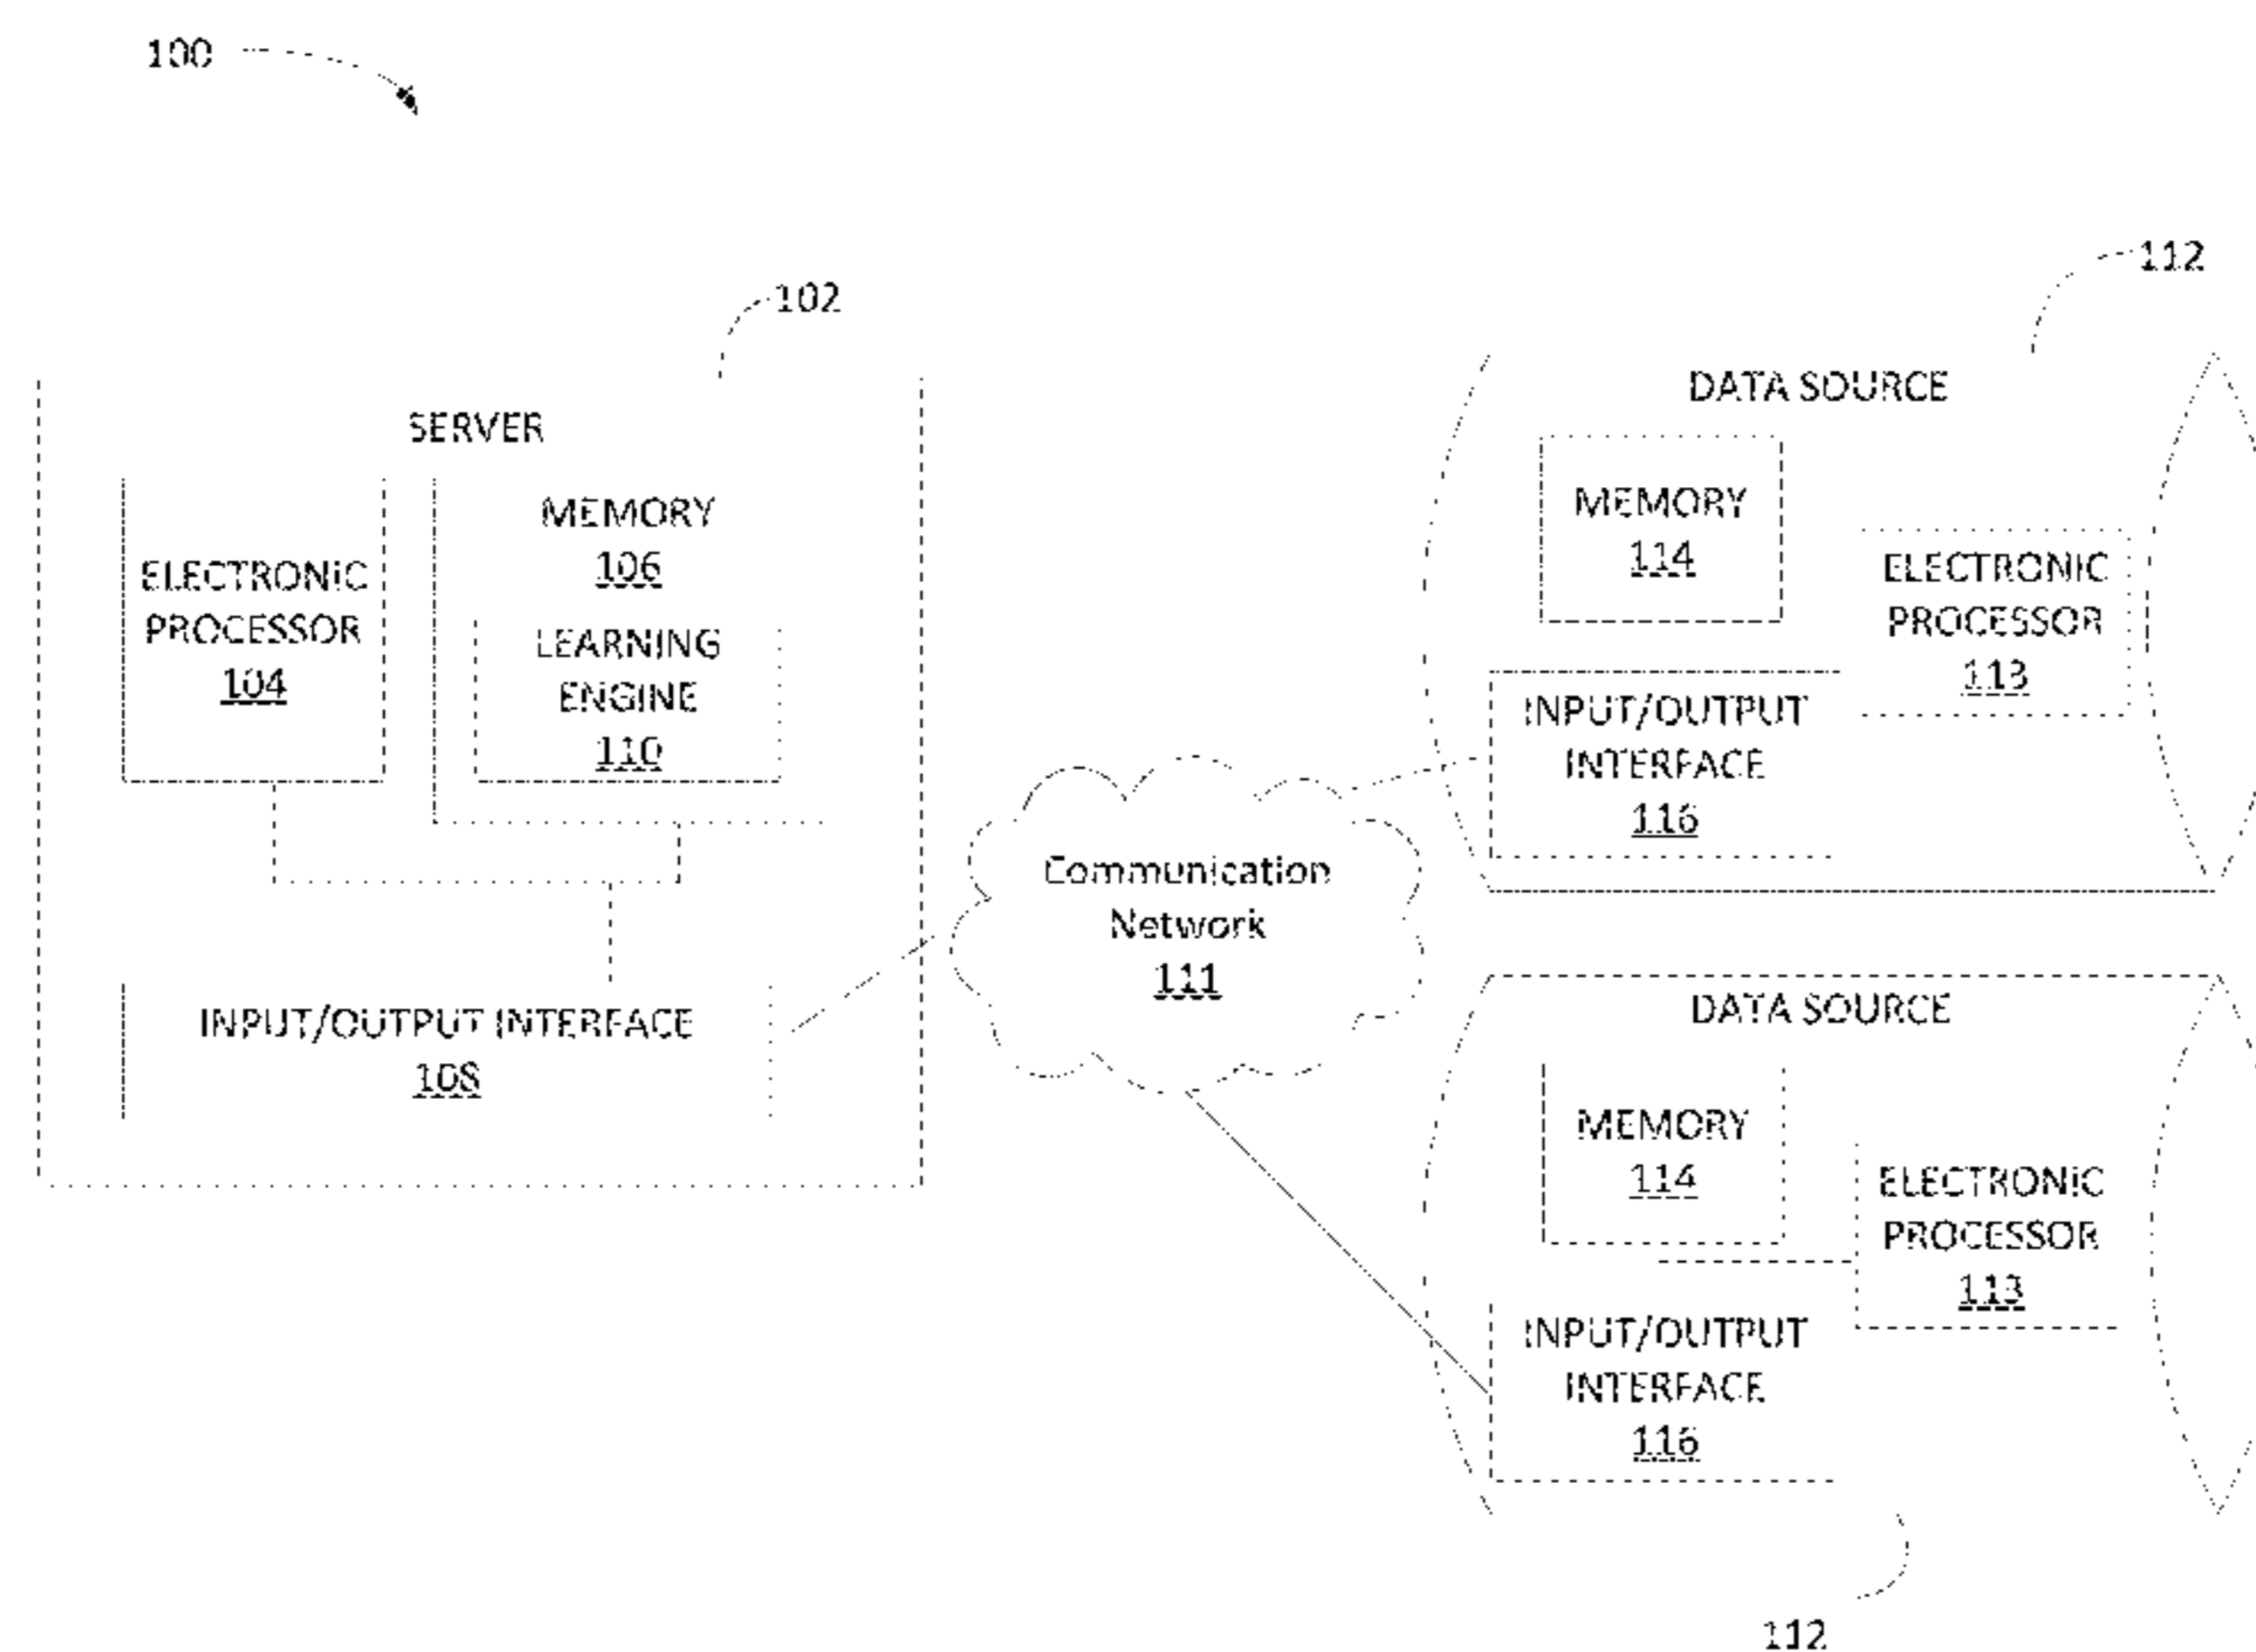 100
102
SERVER
ELECTRONIC
PROCESSOR
104
MEMORY
106
LEARNING
ENGINE
110
INPUT/OUTPUT INTERFACE
108
Communication
Network
111
112
DATA SOURCE
MEMORY
114
ELECTRONIC
PROCESSOR
113
INPUT/OUTPUT
INTERFACE
116
DATA SOURCE
MEMORY
114
ELECTRONIC
PROCESSOR
113
INPUT/OUTPUT
INTERFACE
116
112